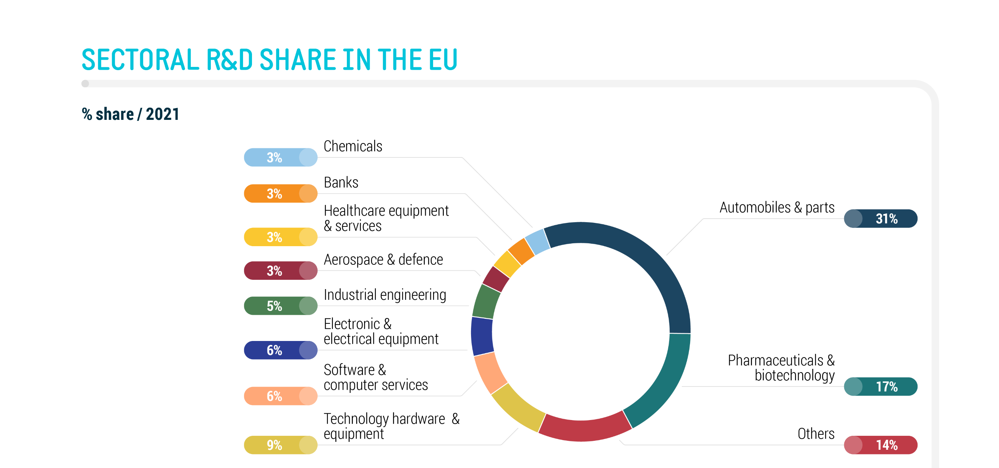 SECTORAL R&D SHARE IN THE EU
% share / 2021
Chemicals
3%
Banks
3%
Healthcare equipment
& services
3%
Aerospace & defence
3%
Industrial engineering
5%
Electronic &
electrical equipment
6%
Software &
computer services
6%
Technology hardware &
equipment
9%
Automobiles & parts
31%
Pharmaceuticals &
biotechnology
17%
Others
14%